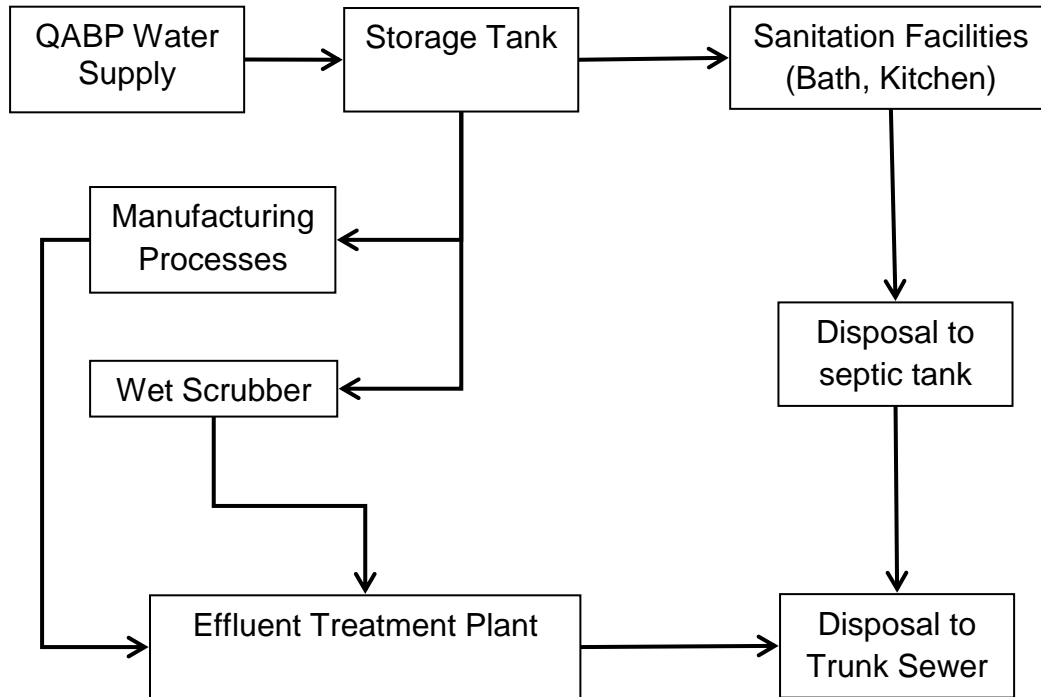 QABP Water
Supply
Storage Tank
Sanitation Facilities
(Bath, Kitchen)
Manufacturing
Processes
Disposal to
septic tank
Wet Scrubber
Effluent Treatment Plant
Disposal to
Trunk Sewer